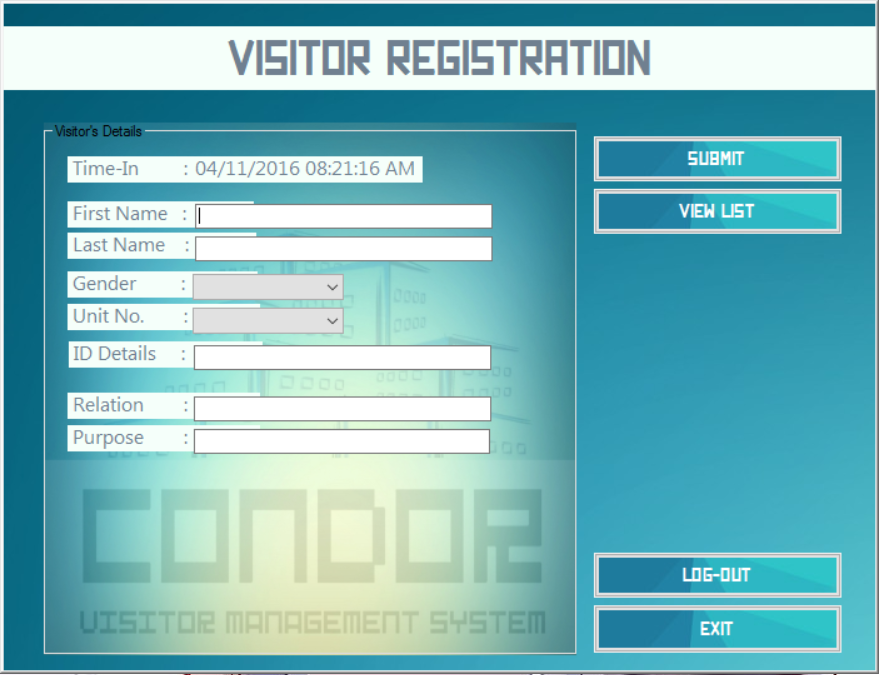 VISITOR REGISTRATION
Visitor's Details
Time-In : 04/11/2016 08:21:16 AM
First Name :
Last Name :
Gender :
Unit No. :
ID Details :
Relation :
Purpose :
CONDOR
VISITOR MANAGEMENT SYSTEM
SUBMIT
VIEW LIST
LOG-OUT
EXIT